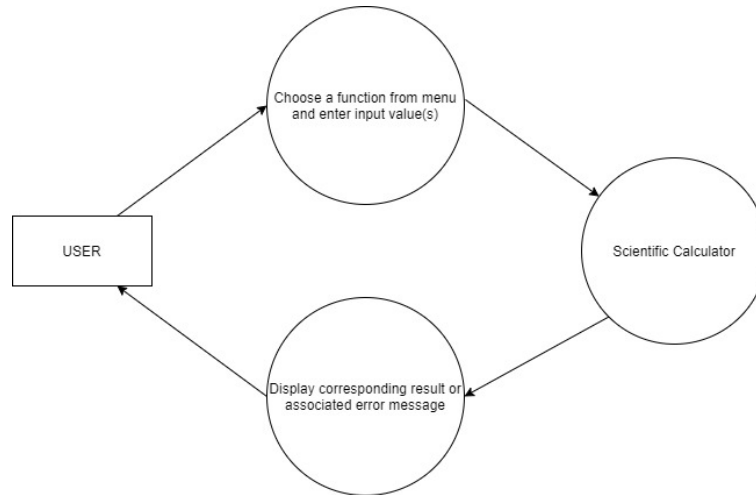 Choose a function from menu
and enter input value(s)
USER
Scientific Calculator
Display corresponding result or
associated error message